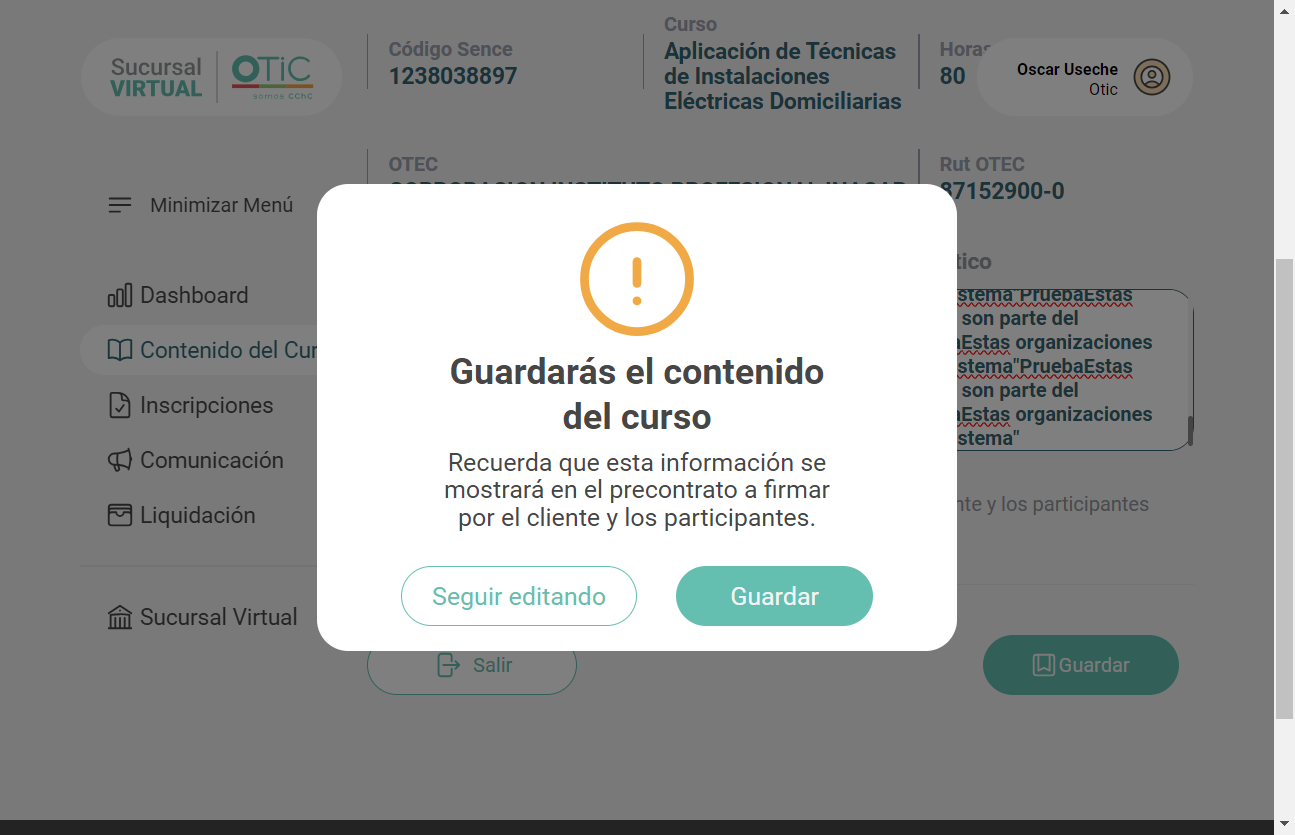 Sucursal
VIRTUAL
OTiC
somos CChC
Código Sence
1238038897
Curso
Aplicación de Técnicas
de Instalaciones
Eléctricas Domiciliarias
Horas
80
Oscar Useche
Otic
OTEC
CORPORACION INSTITUTO PROFESIONAL INACAP
Rut OTEC
87152900-0
Minimizar Menú
Dashboard
Contenido del Cur
Inscripciones
Comunicación
Liquidación
Sucursal Virtual
tico
stema"PruebaEstas
son parte del
aEstas organizaciones
stema"PruebaEstas
son parte del
aEstas organizaciones
stema"
nte y los participantes
Guardarás el contenido
del curso
Recuerda que esta información se
mostrará en el precontrato a firmar
por el cliente y los participantes.
Seguir editando
Guardar
Salir
Guardar